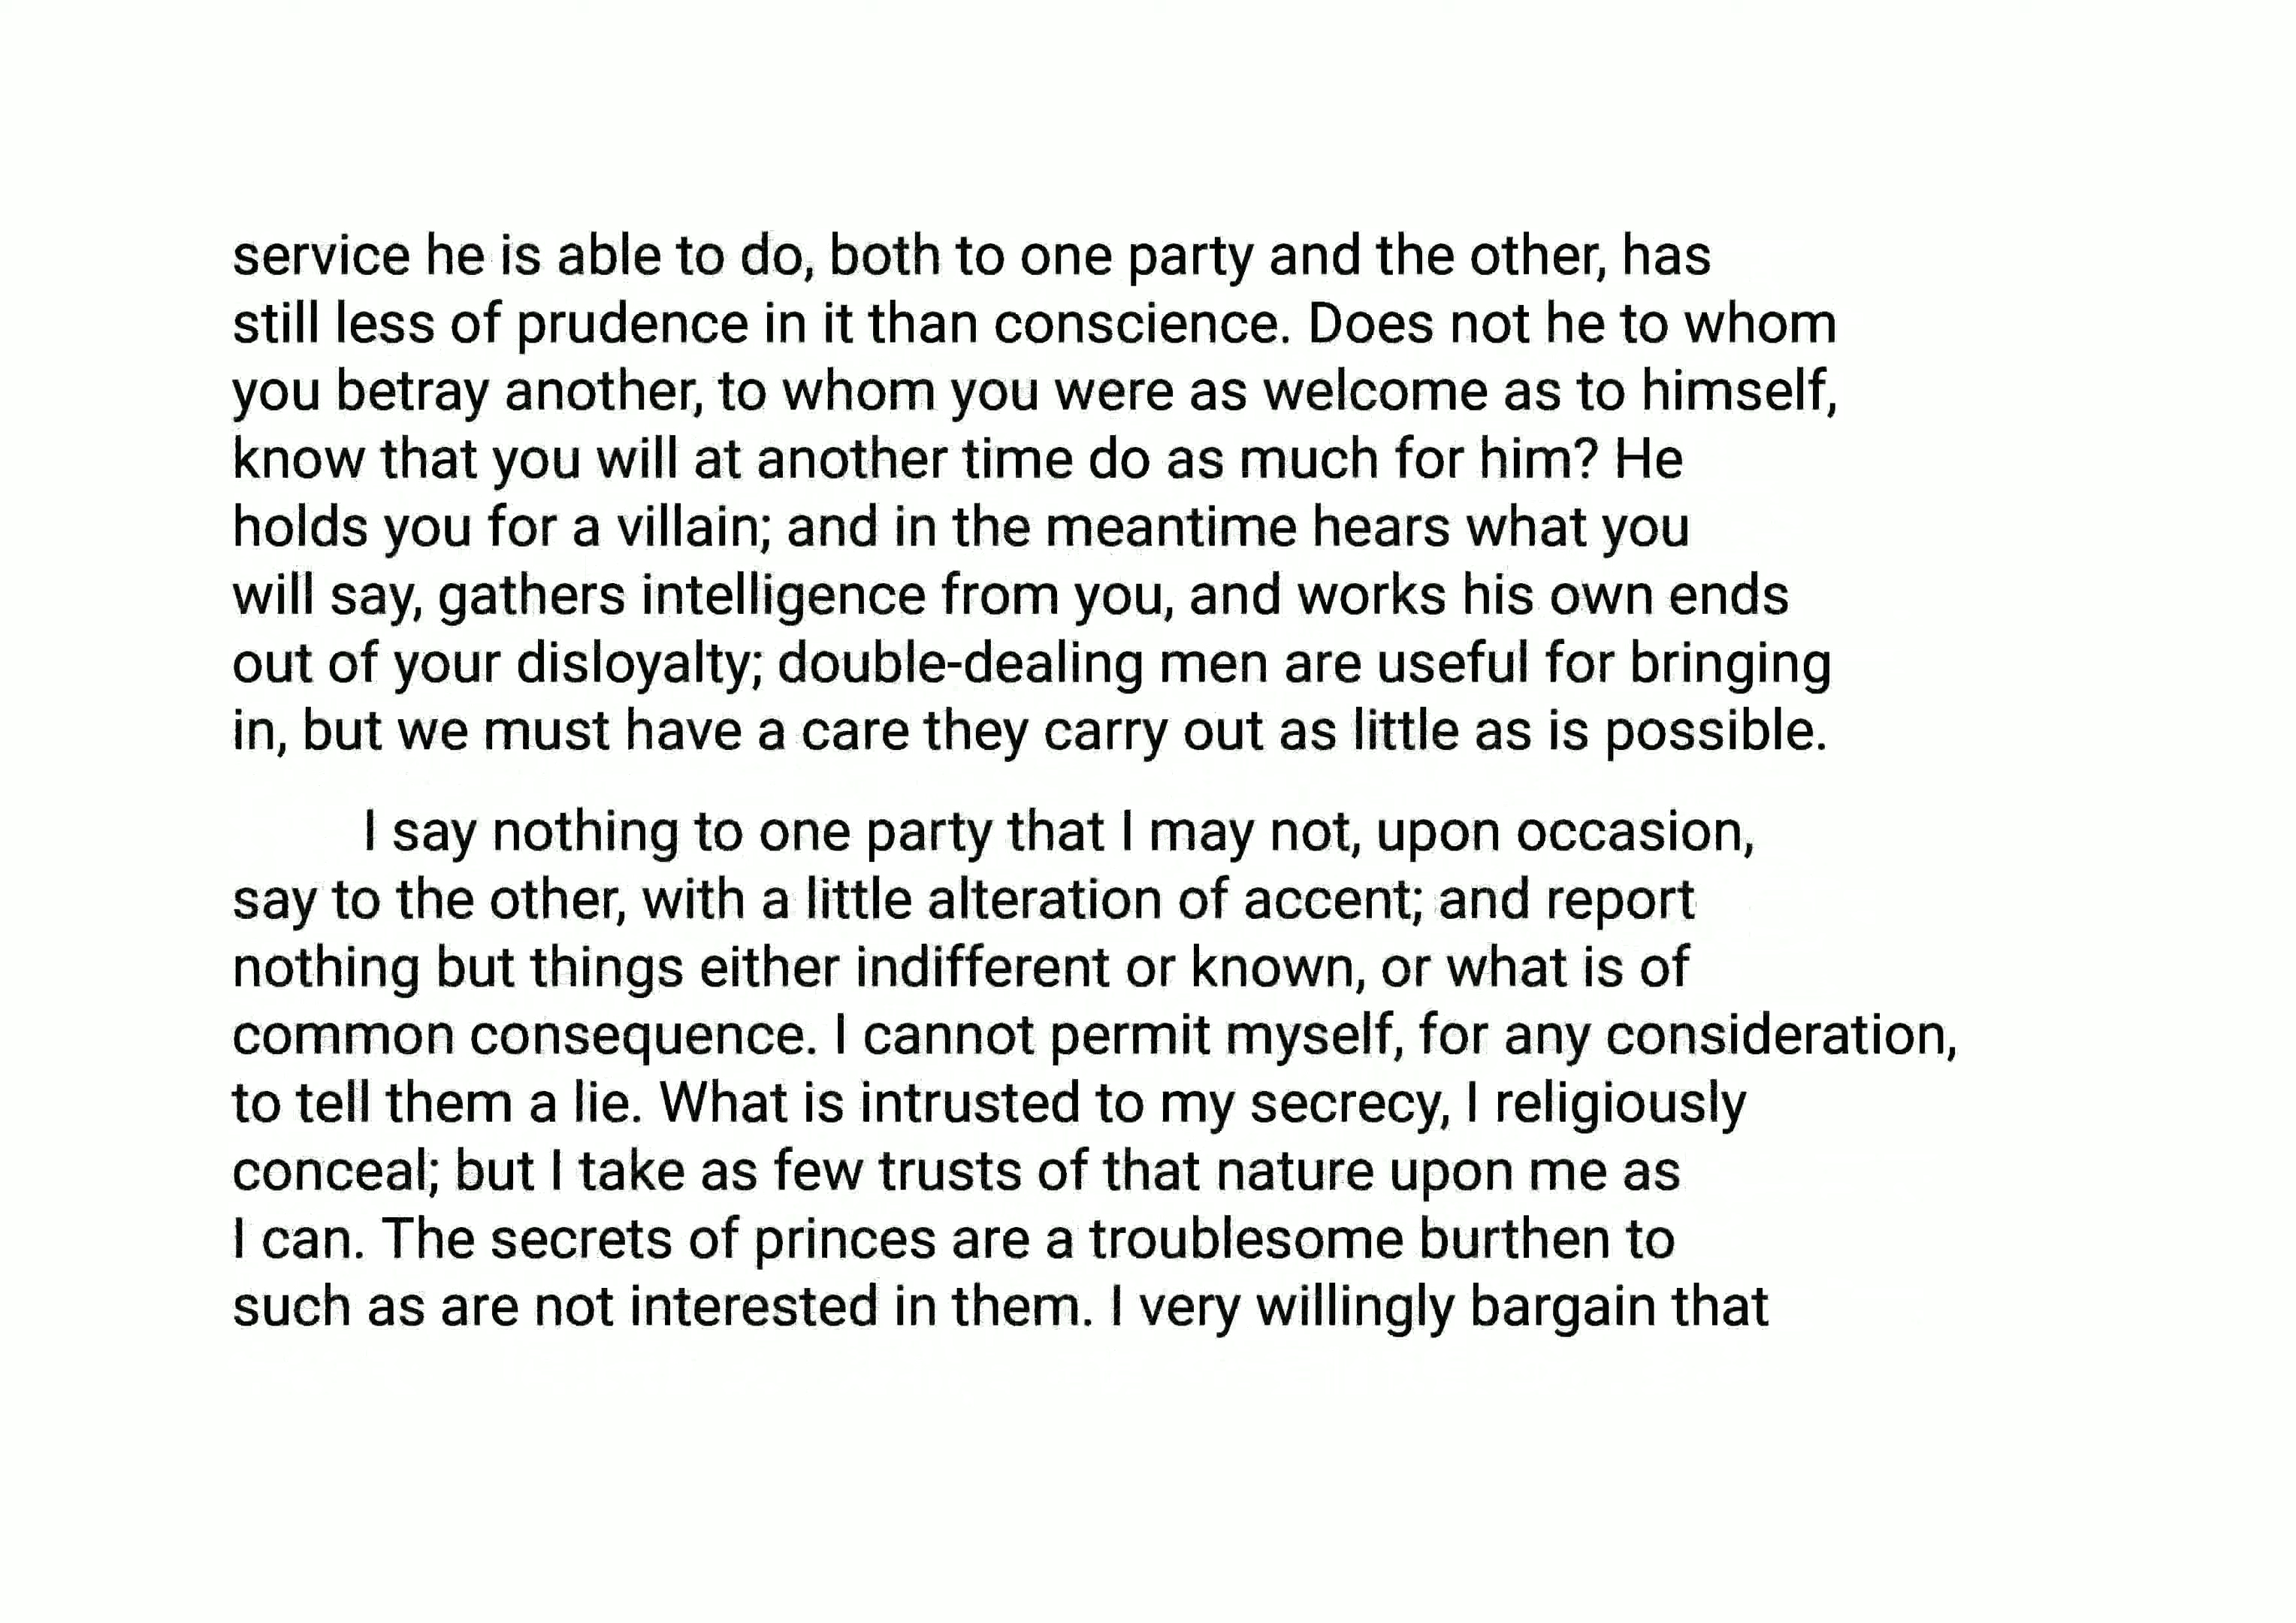 service he is able to do, both to one party and the other, has
still less of prudence in it than conscience. Does not he to whom
you betray another, to whom you were as welcome as to himself,
know that you will at another time do as much for him? He
holds you for a villain; and in the meantime hears what you
will say, gathers intelligence from you, and works his own ends
out of your disloyalty; double-dealing men are useful for bringing
in, but we must have a care they carry out as little as is possible.
I say nothing to one party that I may not, upon occasion,
say to the other, with a little alteration of accent; and report
nothing but things either indifferent or known, or what is of
common consequence. I cannot permit myself, for any consideration,
to tell them a lie. What is intrusted to my secrecy, I religiously
conceal; but I take as few trusts of that nature upon me as
I can. The secrets of princes are a troublesome burthen to
such as are not interested in them. I very willingly bargain that